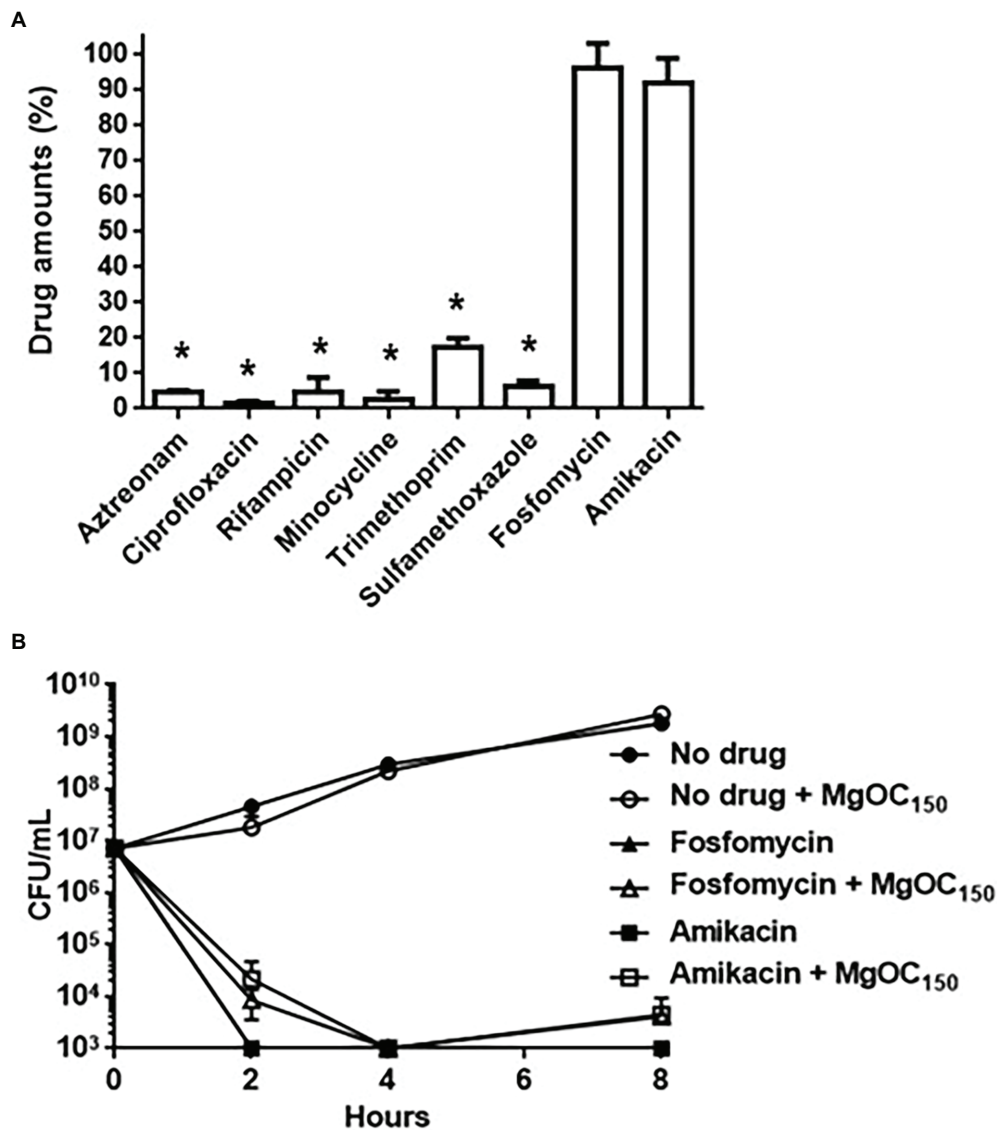 A
Drug amounts (%)
100
90
80
70
60
50
40
30
20
10
0
* * * * * *
Aztreonam
Ciprofloxacin
Rifampicin
Minocycline
Trimethoprim
Sulfamethoxazole
Fosfomycin
Amikacin
B
CFU/mL
10¹⁰
10⁹
10⁸
10⁷
10⁶
10⁵
10⁴
10³
0 2 4 6 8
Hours
No drug
No drug + MgOC₁₅₀
Fosfomycin
Fosfomycin + MgOC₁₅₀
Amikacin
Amikacin + MgOC₁₅₀